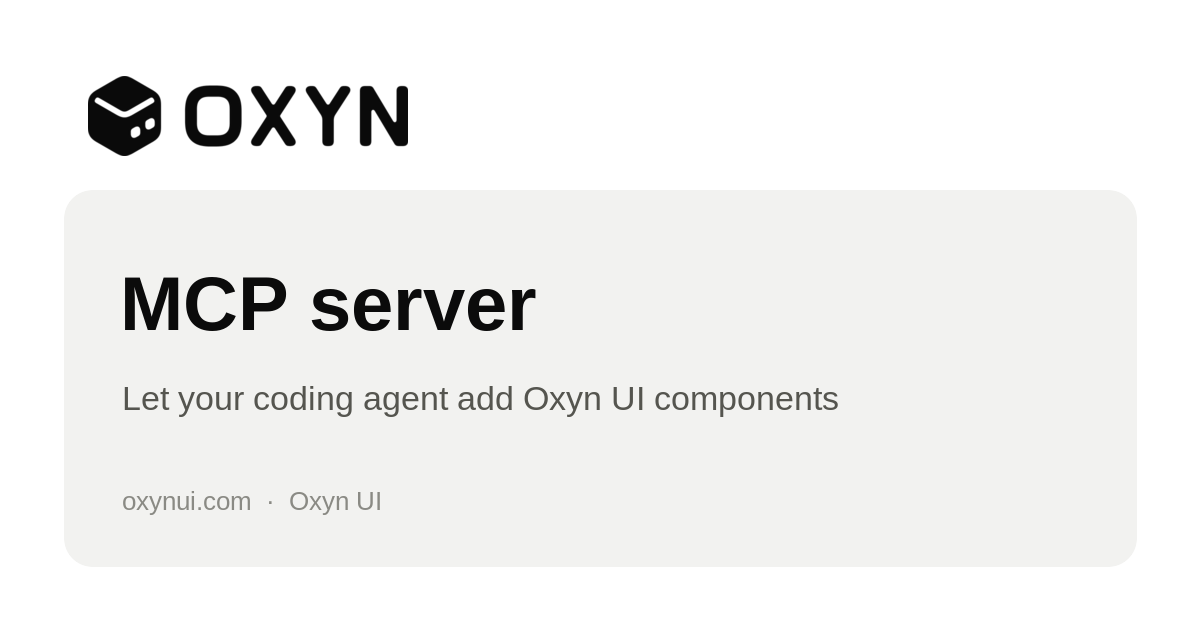 OXYN
MCP server
Let your coding agent add Oxyn UI components
oxynui.com · Oxyn UI